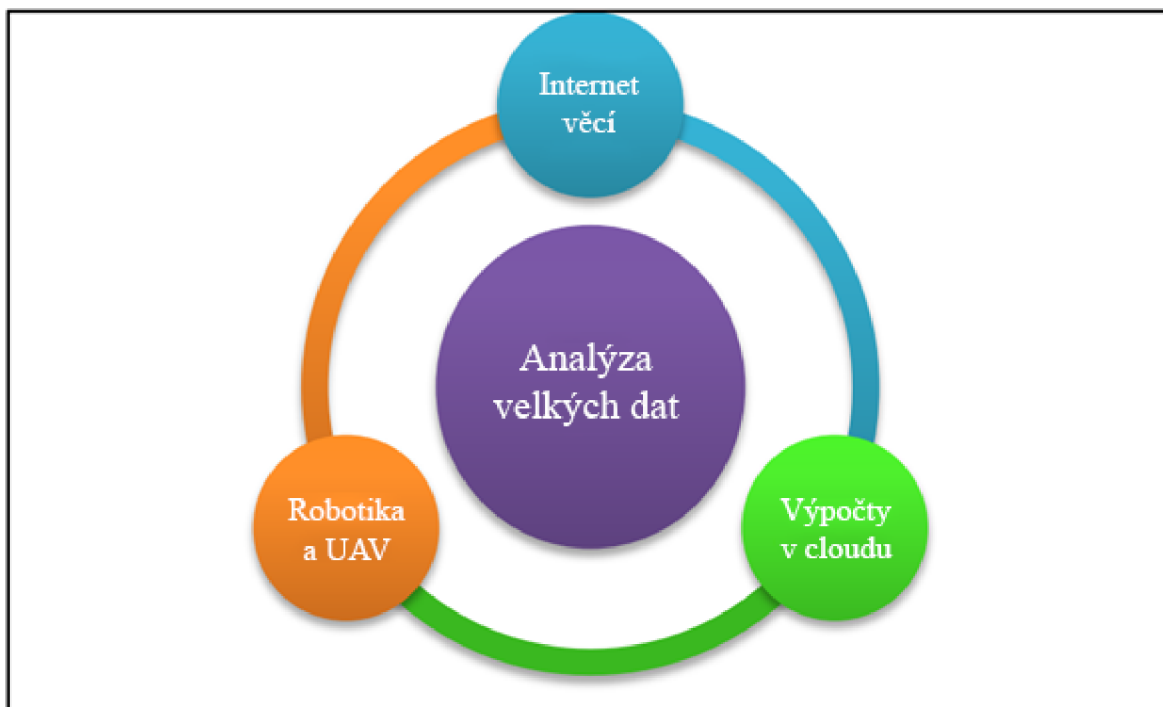 Internet
věcí
Analýza
velkých dat
Robotika
a UAV
Výpočty
v cloudu